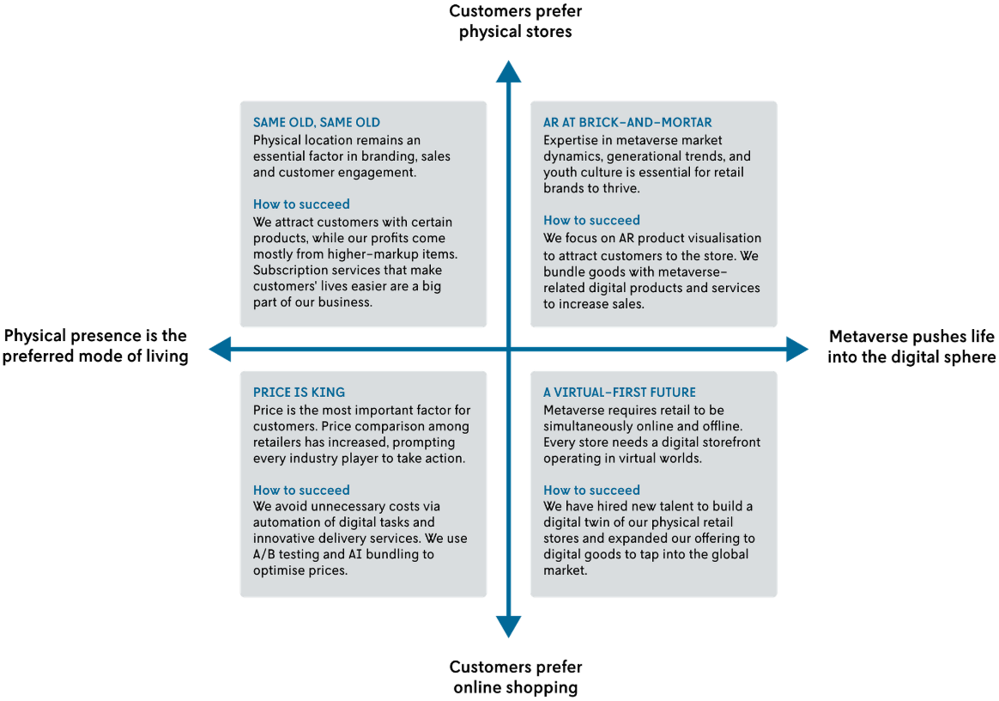 Customers prefer
physical stores
SAME OLD, SAME OLD
Physical location remains an
essential factor in branding, sales
and customer engagement.
How to succeed
We attract customers with certain
products, while our profits come
mostly from higher-markup items.
Subscription services that make
customers' lives easier are a big
part of our business.
AR AT BRICK-AND-MORTAR
Expertise in metaverse market
dynamics, generational trends, and
youth culture is essential for retail
brands to thrive.
How to succeed
We focus on AR product visualisation
to attract customers to the store. We
bundle goods with metaverse-
related digital products and services
to increase sales.
Physical presence is the
preferred mode of living
Metaverse pushes life
into the digital sphere
PRICE IS KING
Price is the most important factor for
customers. Price comparison among
retailers has increased, prompting
every industry player to take action.
How to succeed
We avoid unnecessary costs via
automation of digital tasks and
innovative delivery services. We use
A/B testing and AI bundling to
optimise prices.
A VIRTUAL-FIRST FUTURE
Metaverse requires retail to be
simultaneously online and offline.
Every store needs a digital storefront
operating in virtual worlds.
How to succeed
We have hired new talent to build a
digital twin of our physical retail
stores and expanded our offering to
digital goods to tap into the global
market.
Customers prefer
online shopping